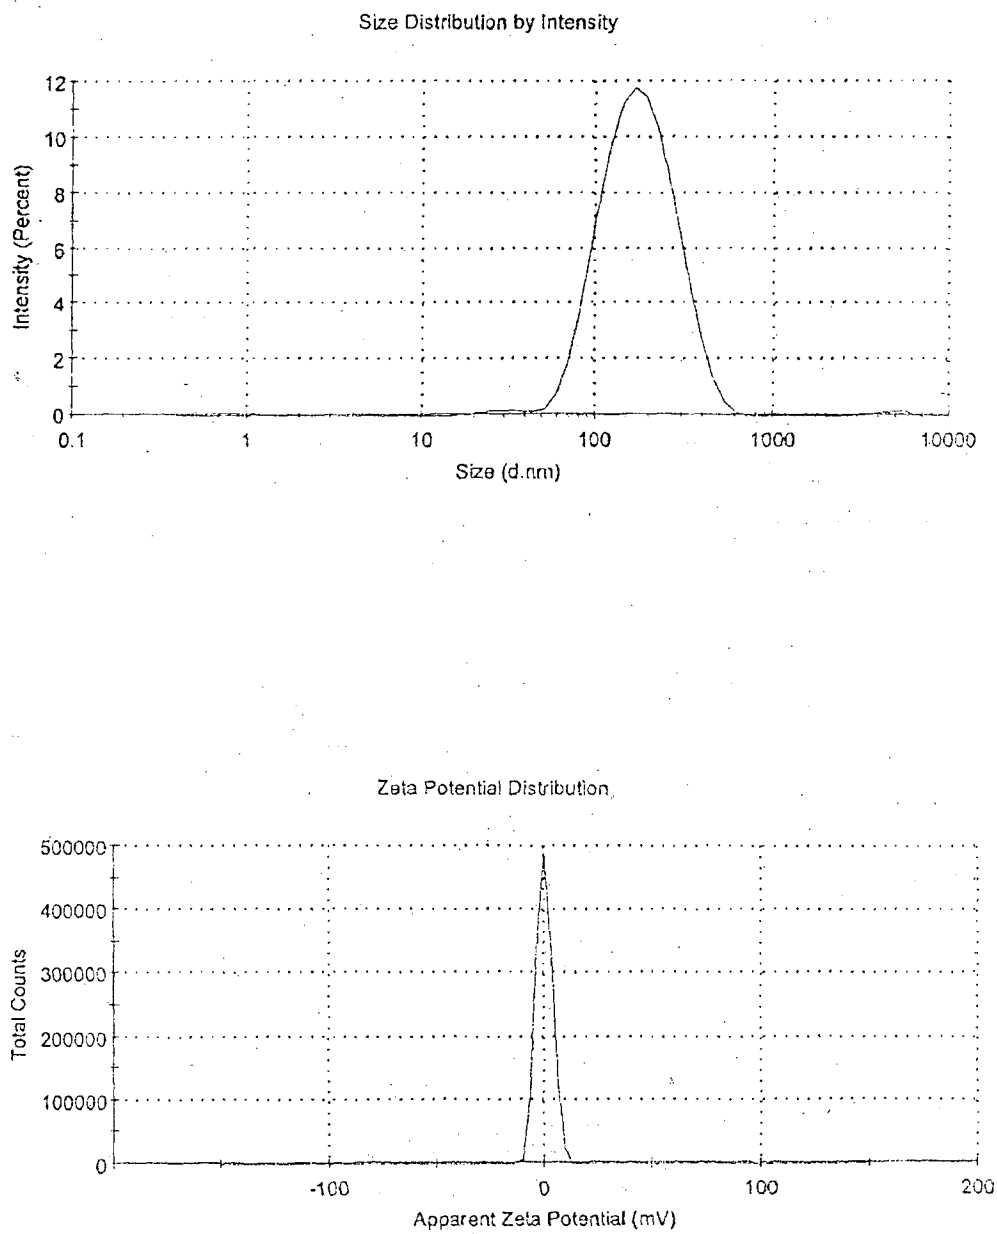 Size Distribution by Intensity
12
10
8
6
4
2
0
Intensity (Percent)
0.1 1 10 100 1000 10000
Size (d.nm)
Zeta Potential Distribution
500000
400000
300000
200000
100000
0
Total Counts
-100 0 100 200
Apparent Zeta Potential (mV)